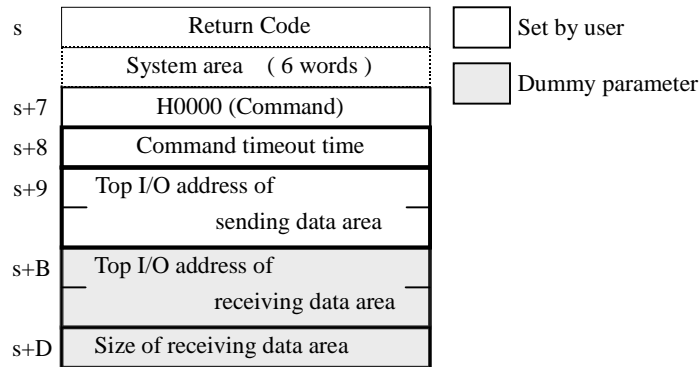 s Return Code
System area ( 6 words )
s+7 H0000 (Command)
s+8 Command timeout time
s+9 Top I/O address of
sending data area
s+B Top I/O address of
receiving data area
s+D Size of receiving data area
Set by user
Dummy parameter